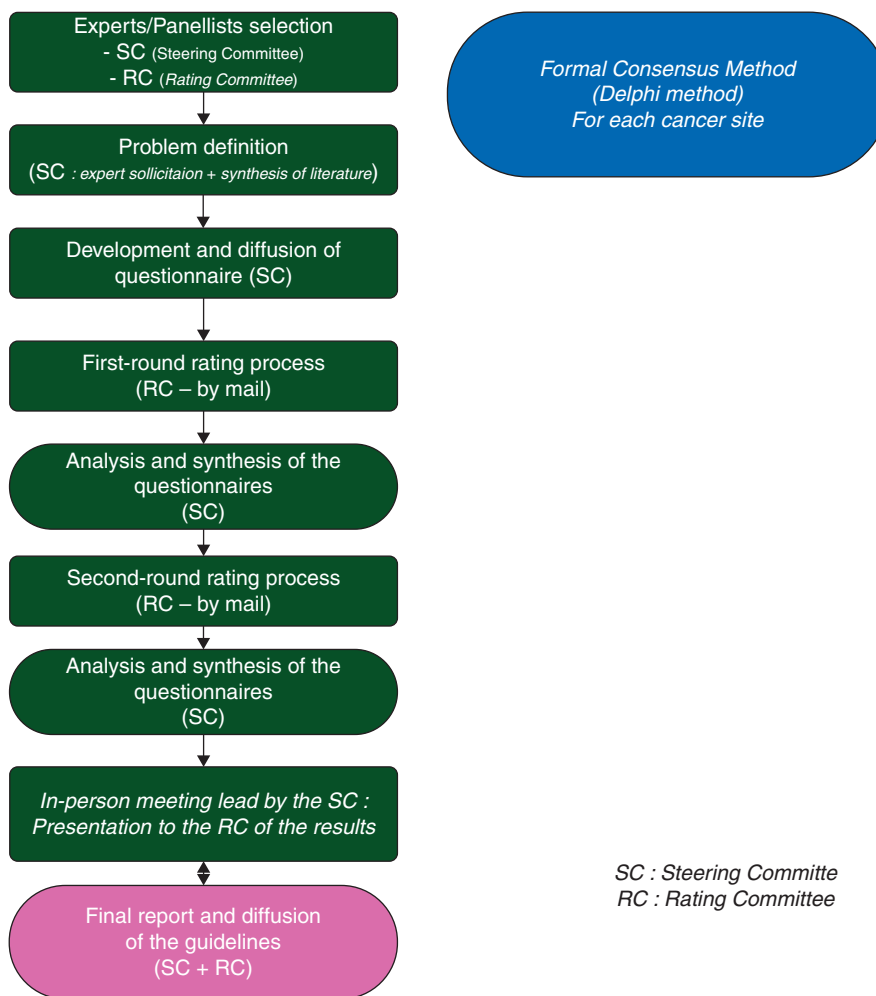 Experts/Panellists selection
- SC (Steering Committee)
- RC (Rating Committee)
Problem definition
(SC : expert sollicitaion + synthesis of literature)
Development and diffusion of
questionnaire (SC)
First-round rating process
(RC – by mail)
Analysis and synthesis of the
questionnaires
(SC)
Second-round rating process
(RC – by mail)
Analysis and synthesis of the
questionnaires
(SC)
In-person meeting lead by the SC :
Presentation to the RC of the results
Final report and diffusion
of the guidelines
(SC + RC)
Formal Consensus Method
(Delphi method)
For each cancer site
SC : Steering Committe
RC : Rating Committee